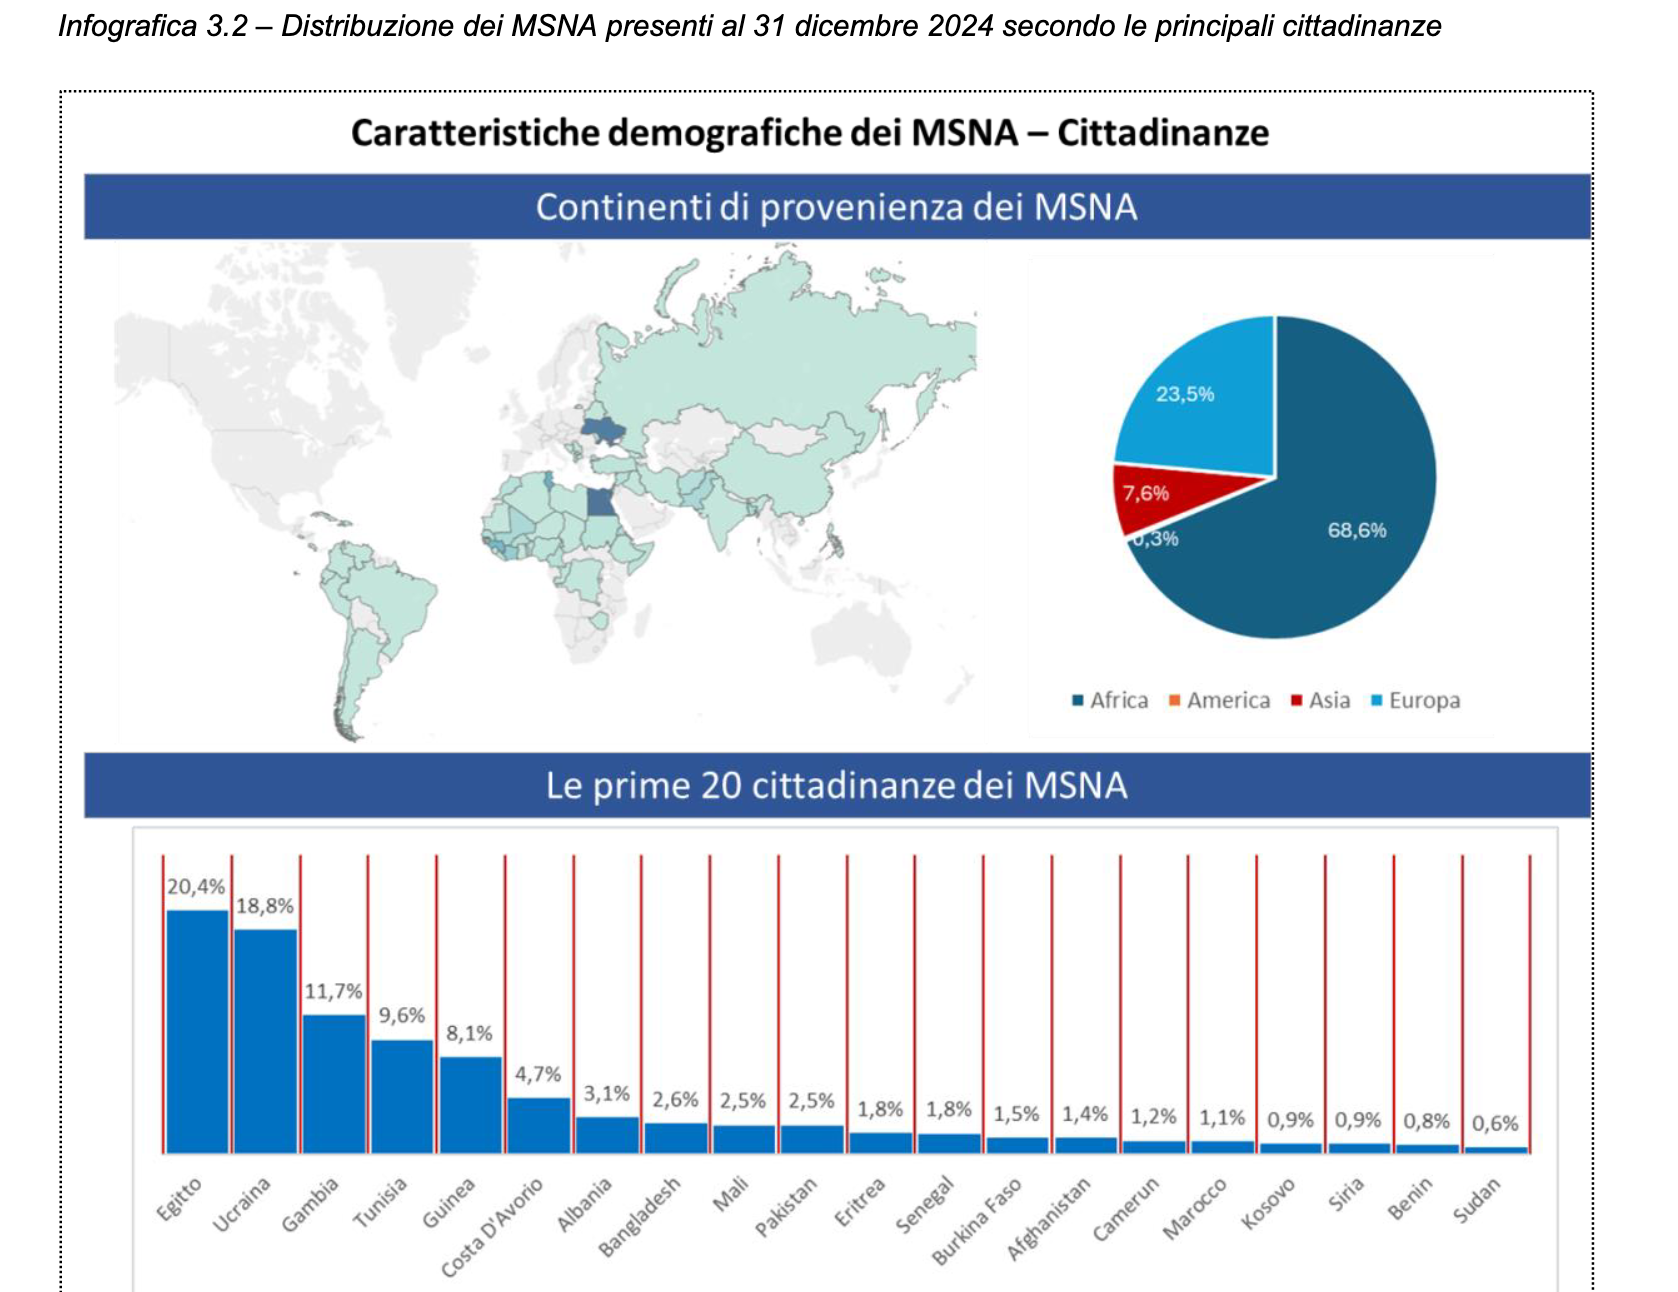 Infografica 3.2 – Distribuzione dei MSNA presenti al 31 dicembre 2024 secondo le principali cittadinanze
Caratteristiche demografiche dei MSNA – Cittadinanze
Continenti di provenienza dei MSNA
23,5%
7,6%
0,3%
68,6%
Africa America Asia Europa
Le prime 20 cittadinanze dei MSNA
20,4%
18,8%
11,7%
9,6%
8,1%
4,7%
3,1%
2,6%
2,5%
2,5%
1,8%
1,8%
1,5%
1,4%
1,2%
1,1%
0,9%
0,9%
0,8%
0,6%
Egitto
Ucraina
Gambia
Tunisia
Guinea
Costa D'Avorio
Albania
Bangladesh
Mali
Pakistan
Eritrea
Senegal
Burkina Faso
Afghanistan
Camerun
Marocco
Kosovo
Siria
Benin
Sudan